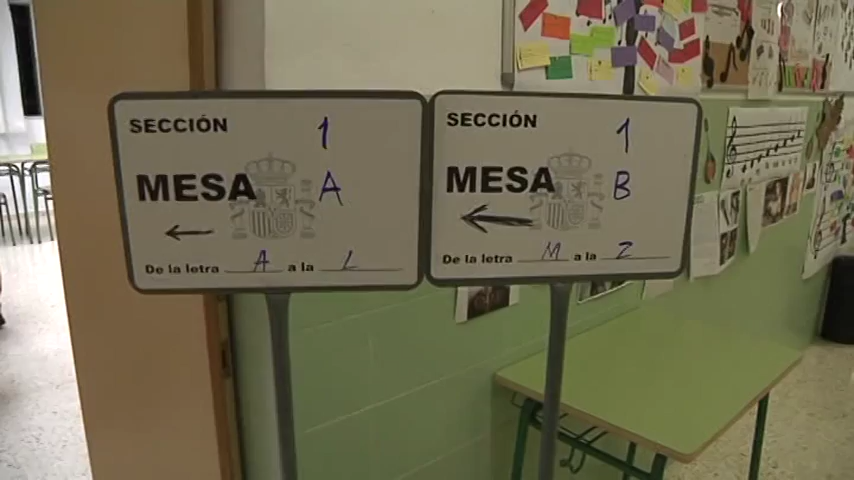 SECCIÓN 1
MESA A
De la letra A a la L
SECCIÓN 1
MESA B
De la letra M a la Z